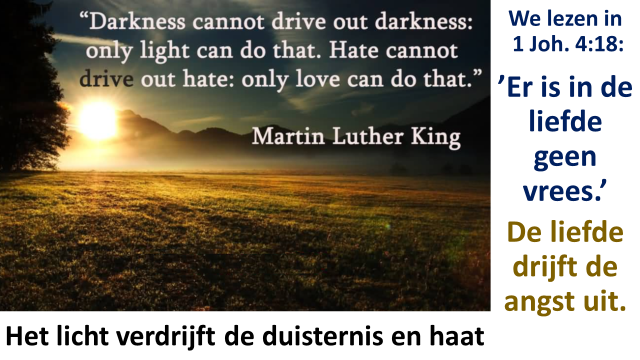 “Darkness cannot drive out darkness:
only light can do that. Hate cannot
drive out hate: only love can do that.”
Martin Luther King
We lezen in
1 Joh. 4:18:
’Er is in de
liefde
geen
vrees.’
De liefde
drijft de
angst uit.
Het licht verdrijft de duisternis en haat